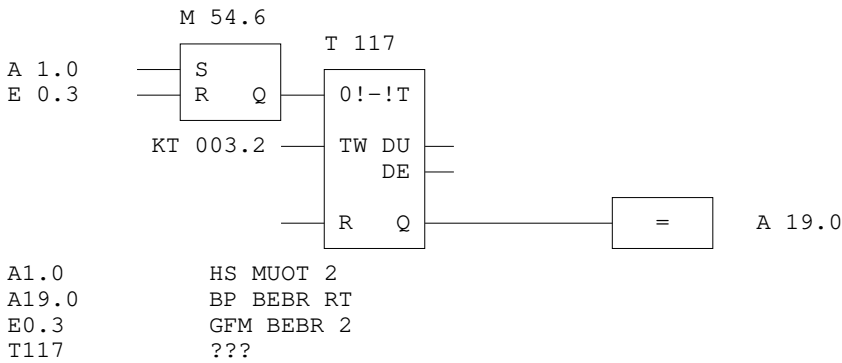 M 54.6
T 117
A 1.0 S
E 0.3 R Q 0!-!T
KT 003.2 TW DU
DE
R Q = A 19.0
A1.0 HS MUOT 2
A19.0 BP BEBR RT
E0.3 GFM BEBR 2
T117 ???